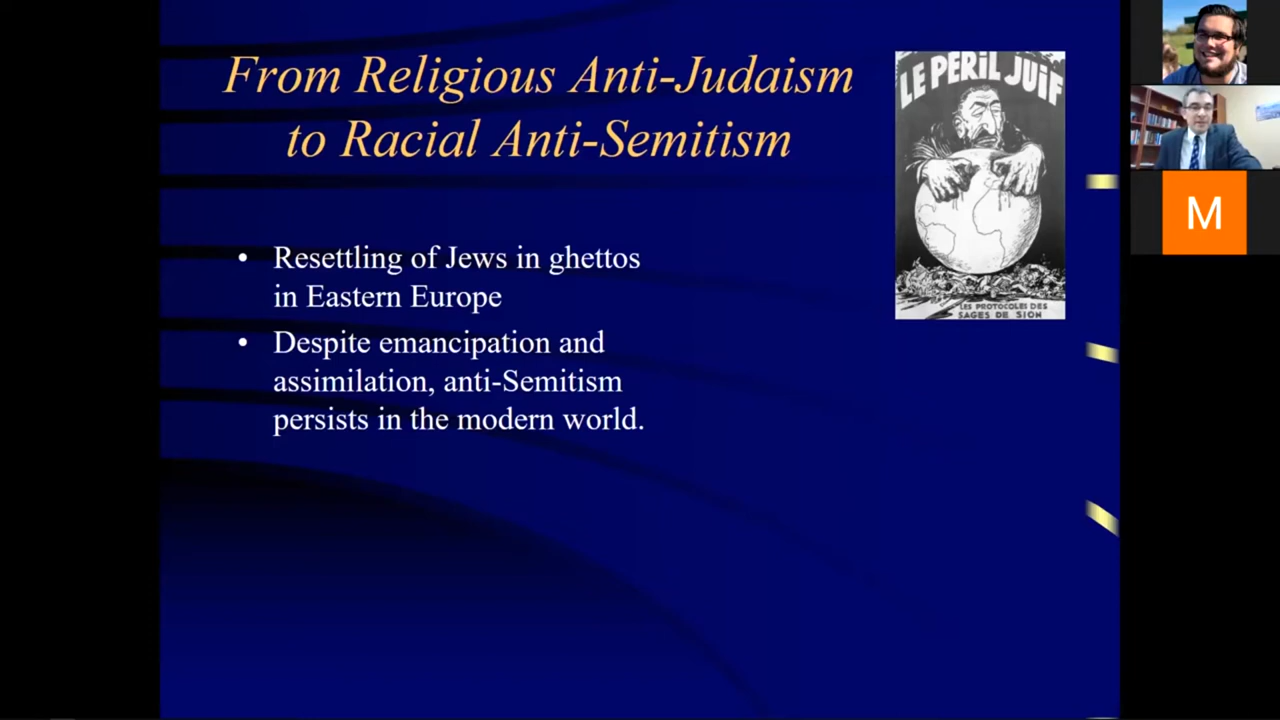 From Religious Anti-Judaism
to Racial Anti-Semitism
LE PERIL JUIF
LES PROTOCOLES DES
SAGES DE SION
• Resettling of Jews in ghettos
in Eastern Europe
• Despite emancipation and
assimilation, anti-Semitism
persists in the modern world.
M